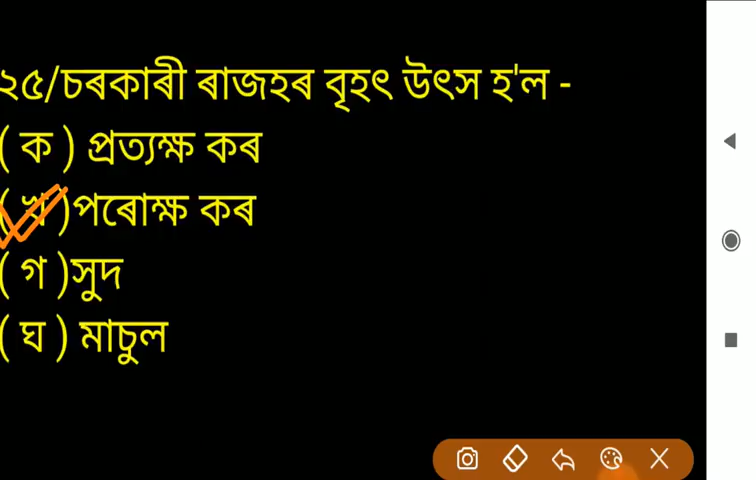 ২৫/চৰকাৰী ৰাজহৰ বৃহৎ উৎস হ'ল -
( ক ) প্ৰত্যক্ষ কৰ
( খ )পৰোক্ষ কৰ
( গ )সুদ
( ঘ ) মাচুল